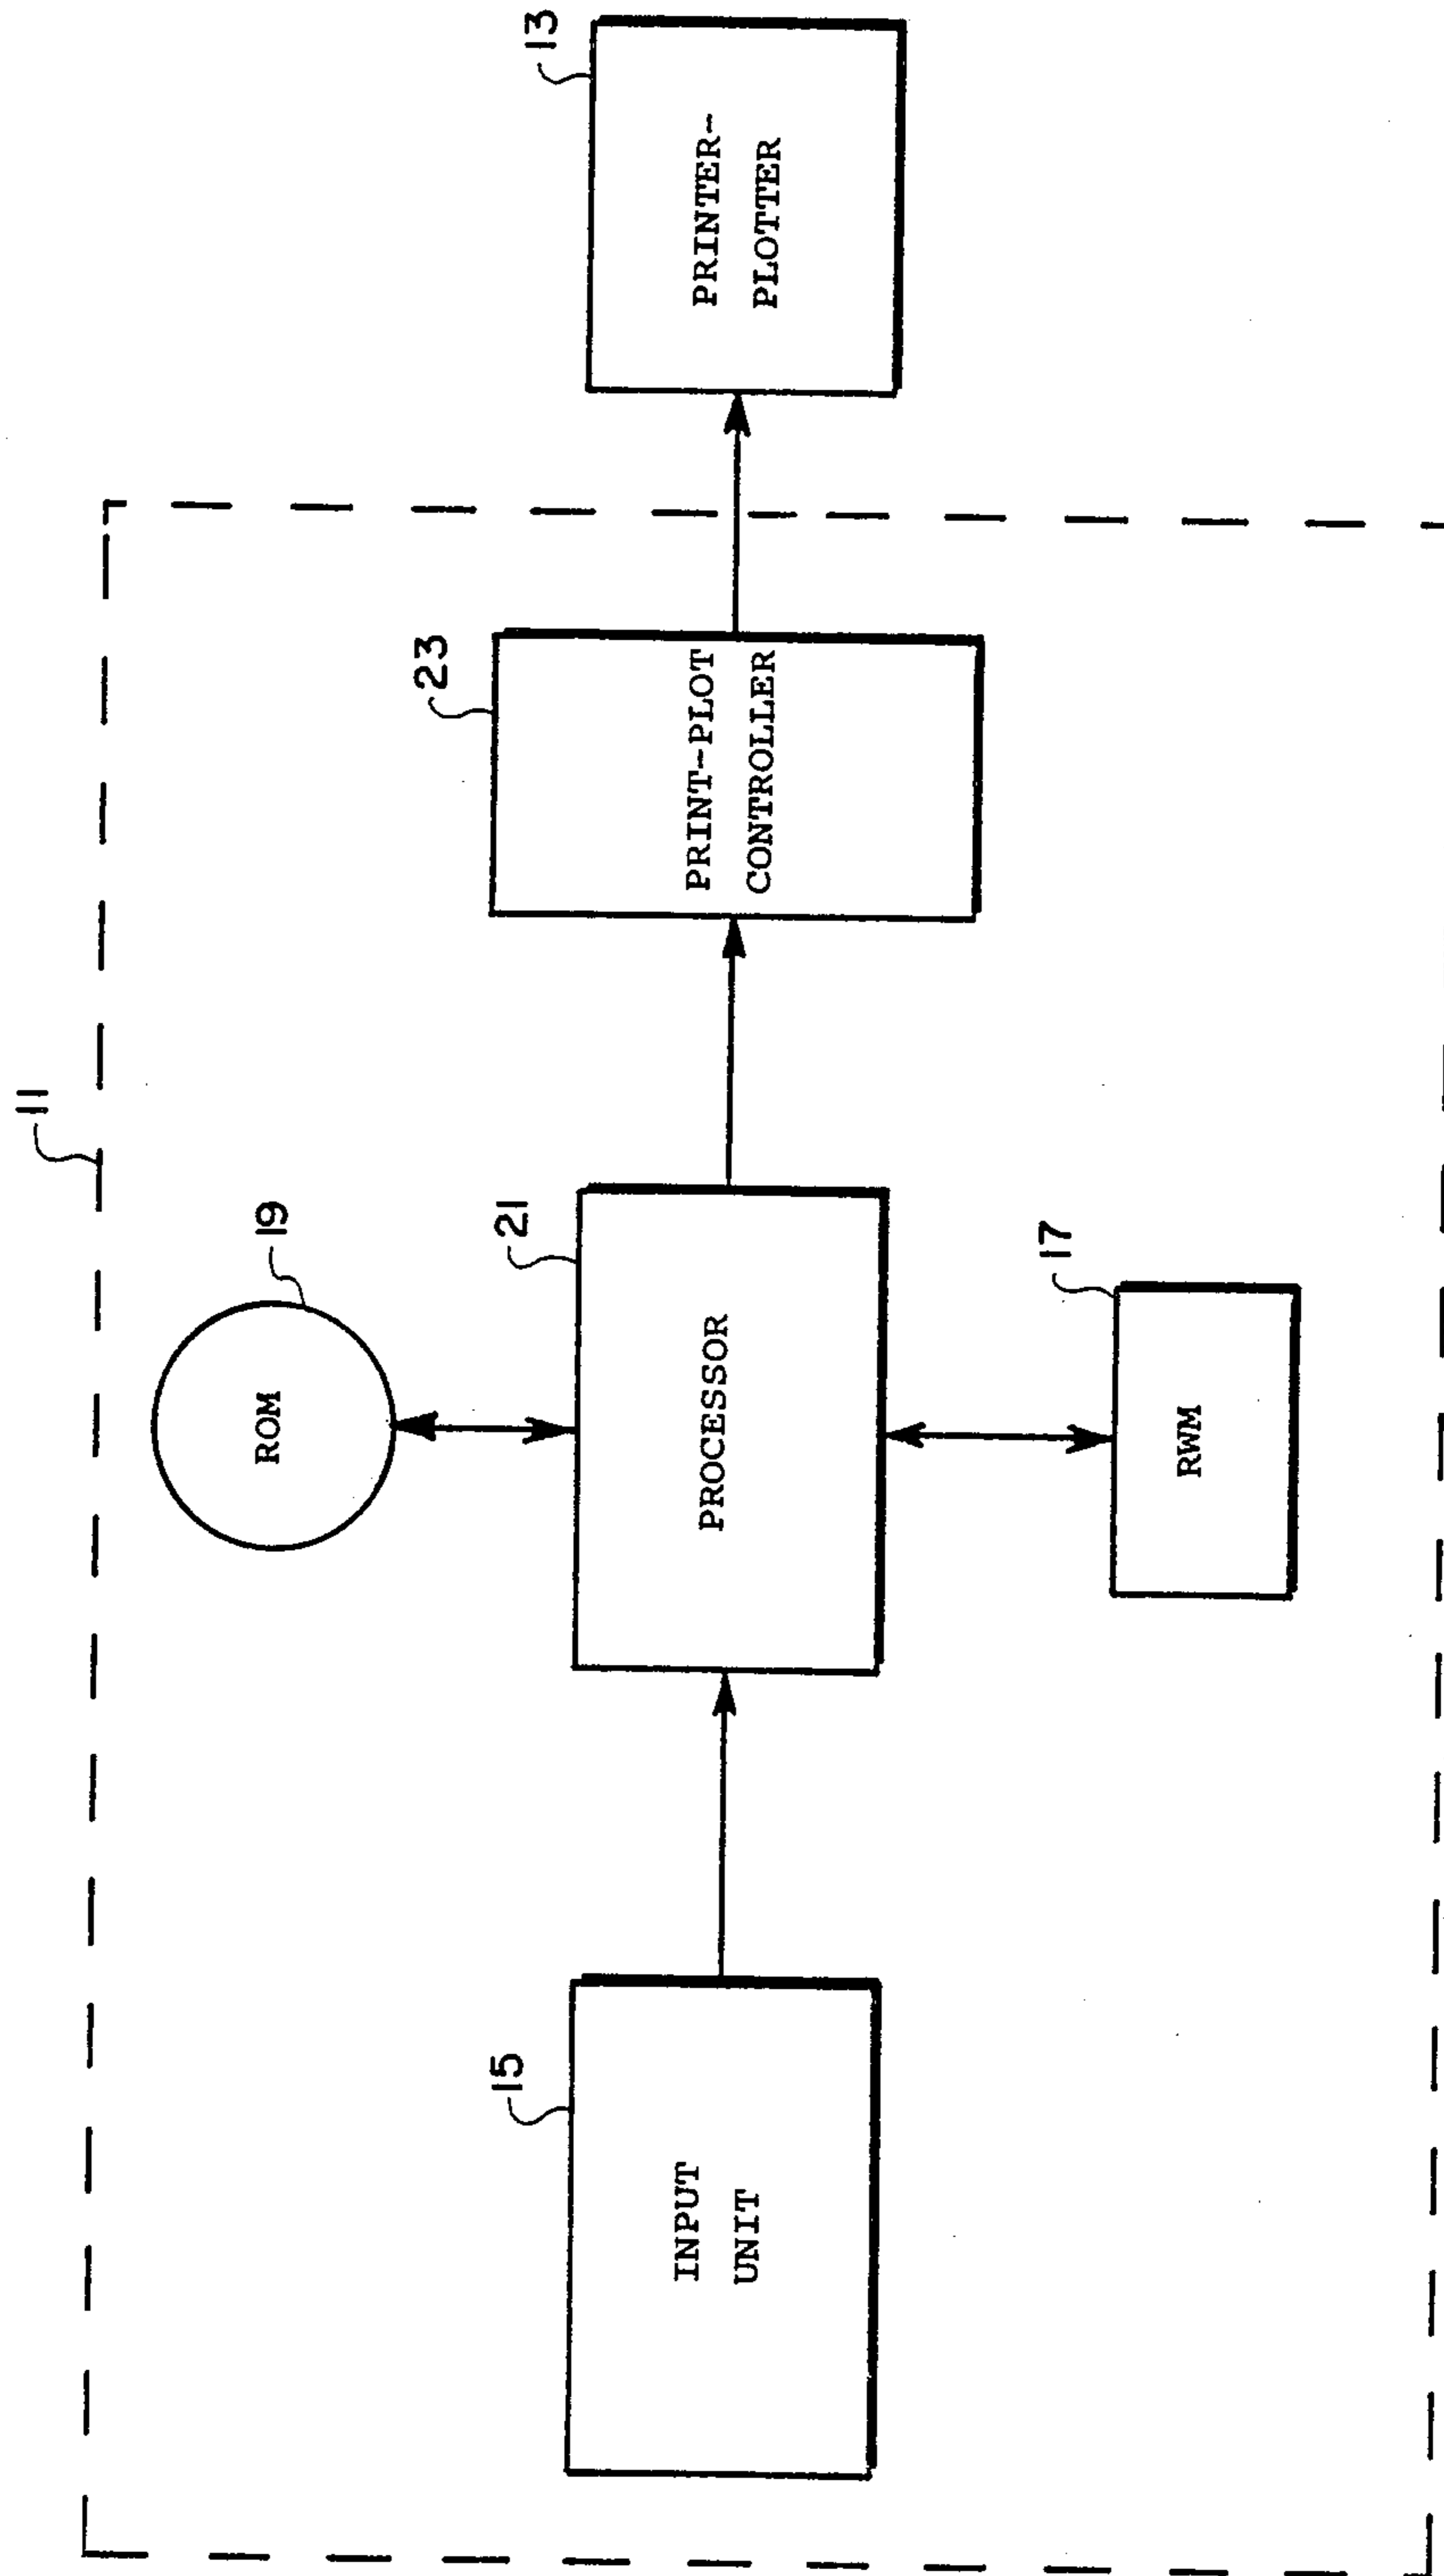 11
19
ROM
15
INPUT
UNIT
21
PROCESSOR
23
PRINT-PLOT
CONTROLLER
13
PRINTER-
PLOTTER
17
RWM